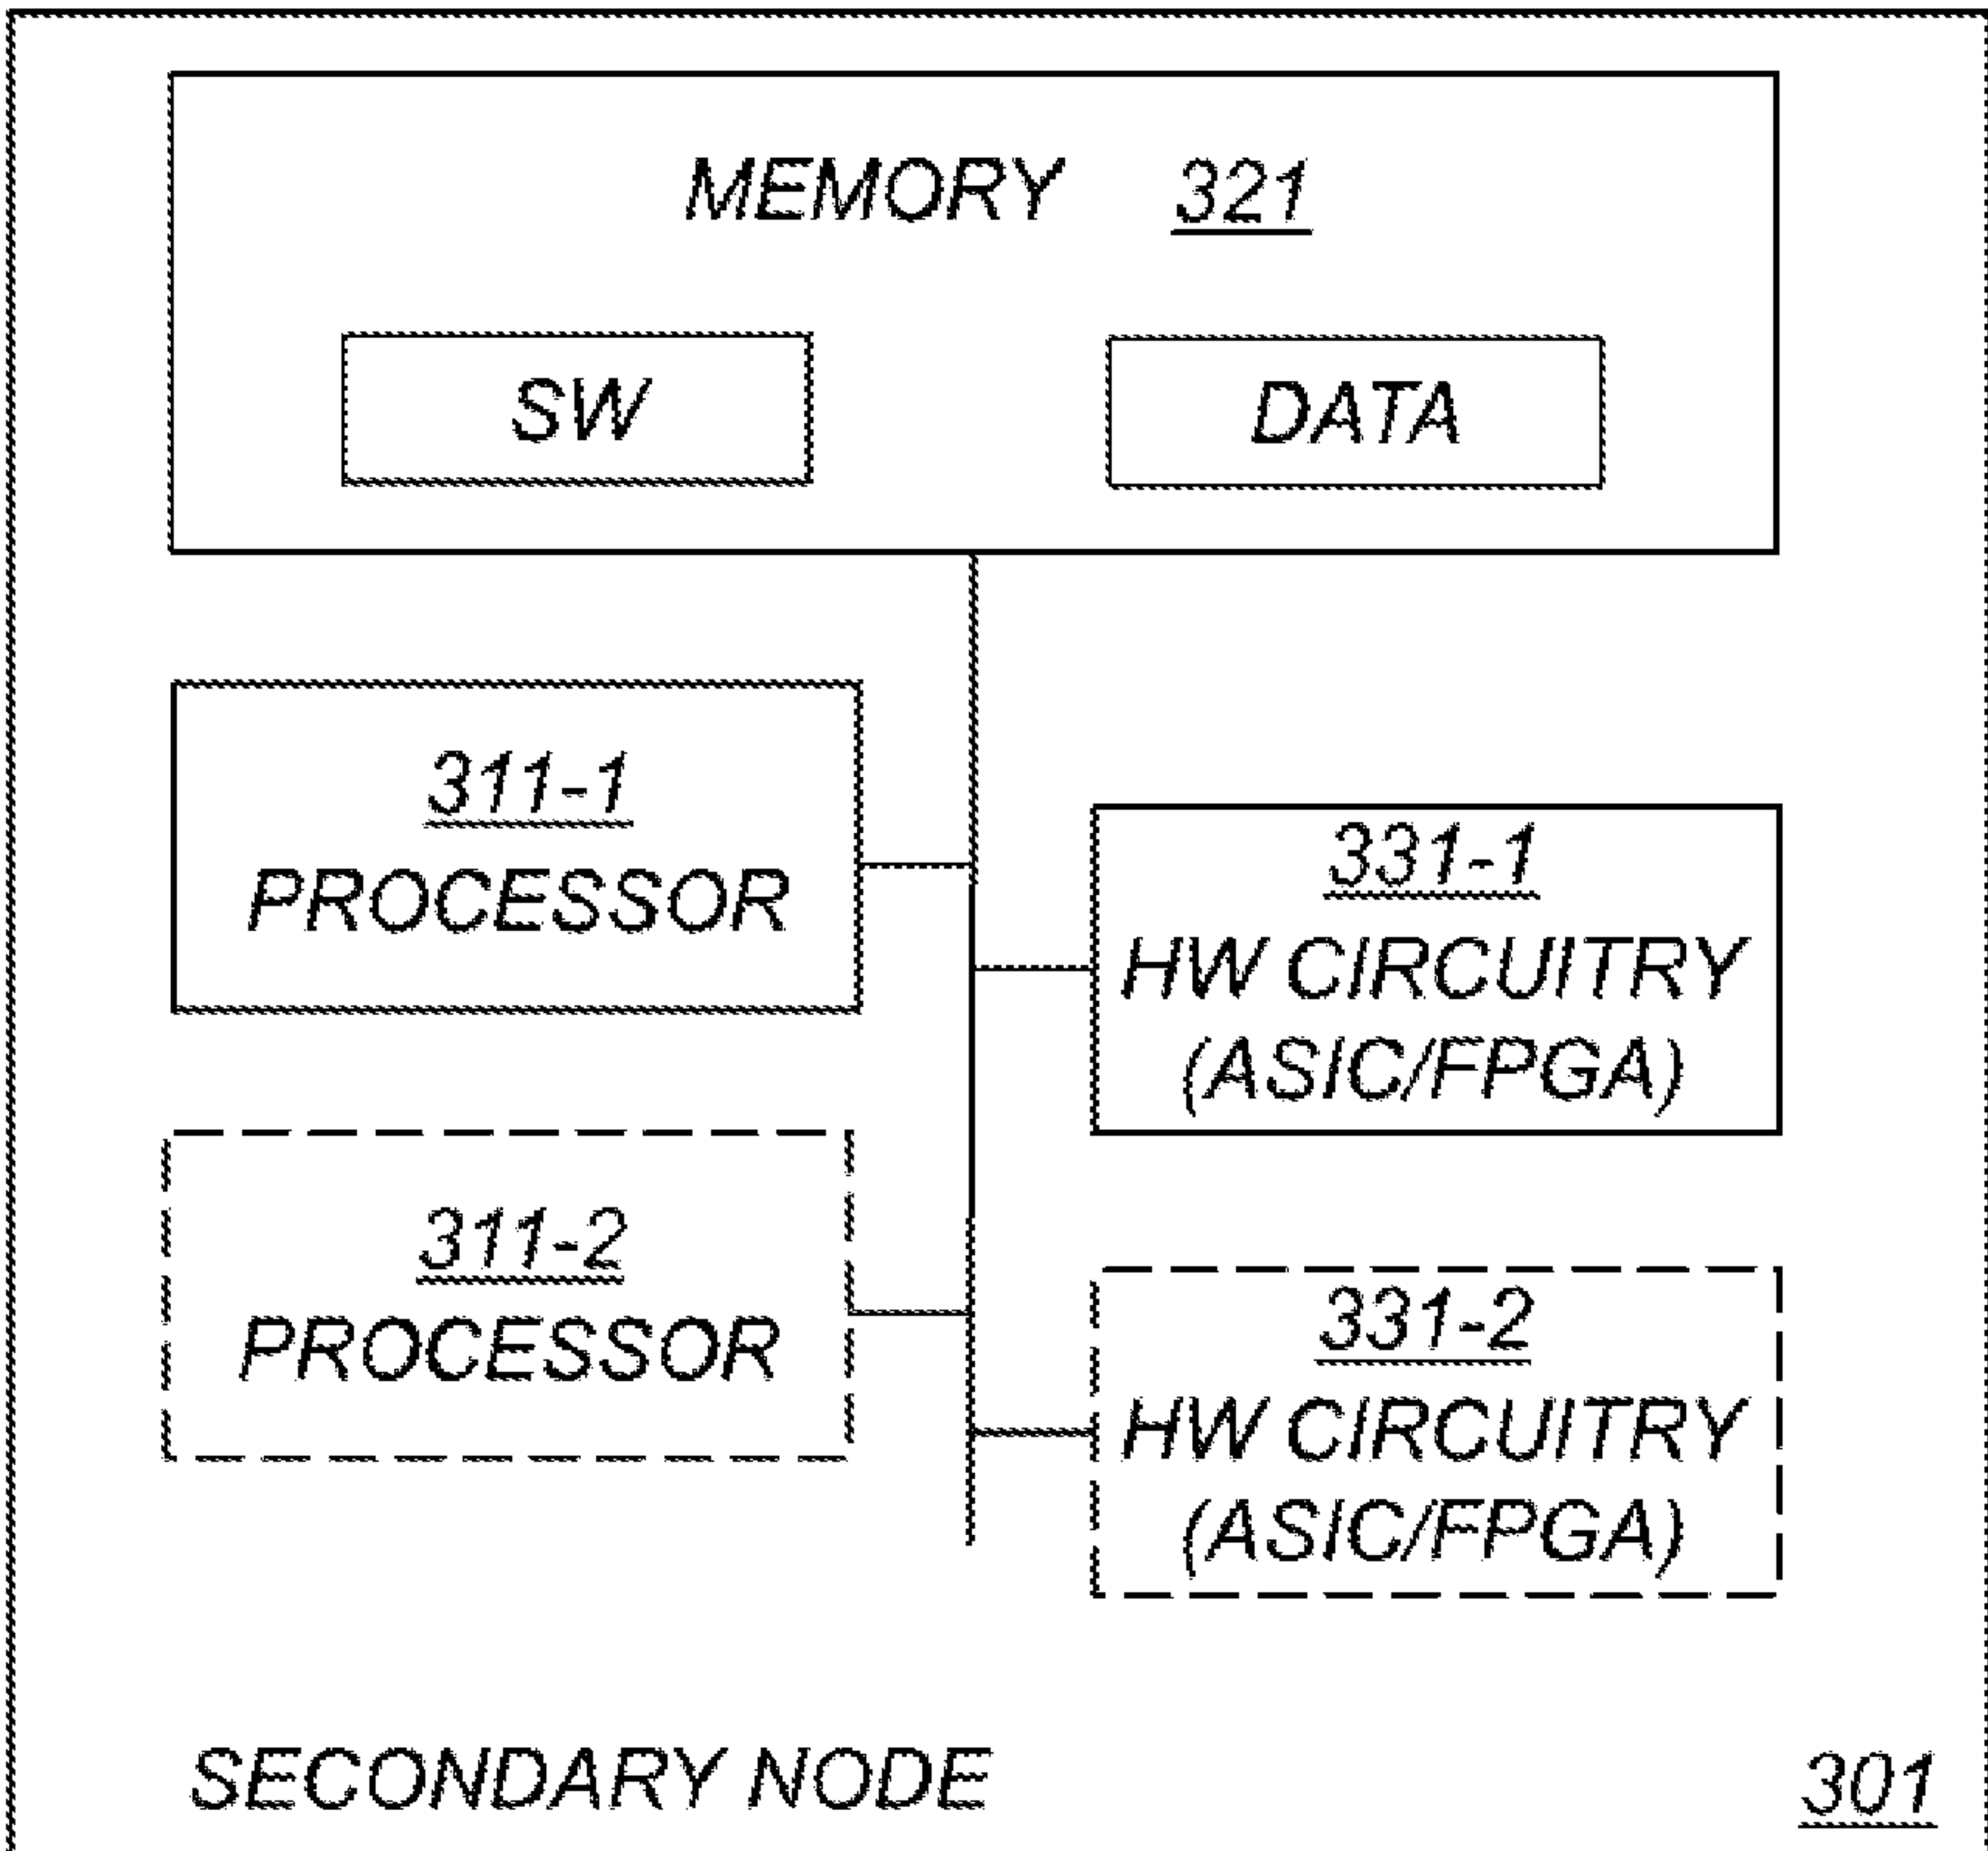 MEMORY 321
SW
DATA
311-1
PROCESSOR
331-1
HW CIRCUITRY
(ASIC/FPGA)
311-2
PROCESSOR
331-2
HW CIRCUITRY
(ASIC/FPGA)
SECONDARY NODE
301